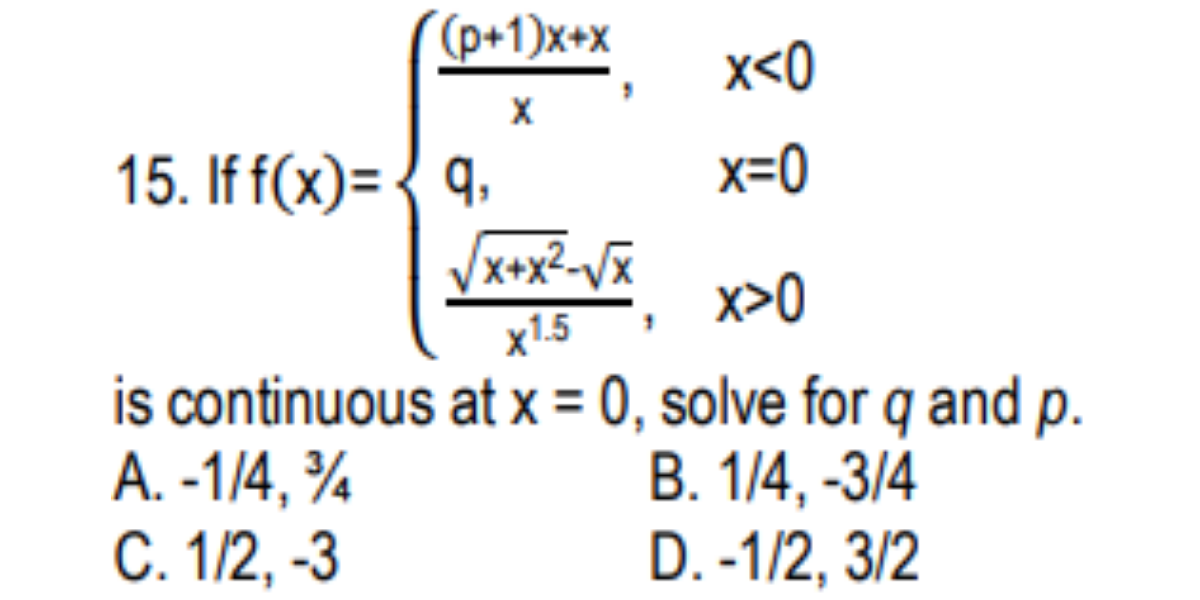 (p+1)x+x
x , x<0
15. If f(x)= { q, x=0
√x+x²-√x
x^1.5 , x>0
is continuous at x = 0, solve for q and p.
A. -1/4, ¾ B. 1/4, -3/4
C. 1/2, -3 D. -1/2, 3/2